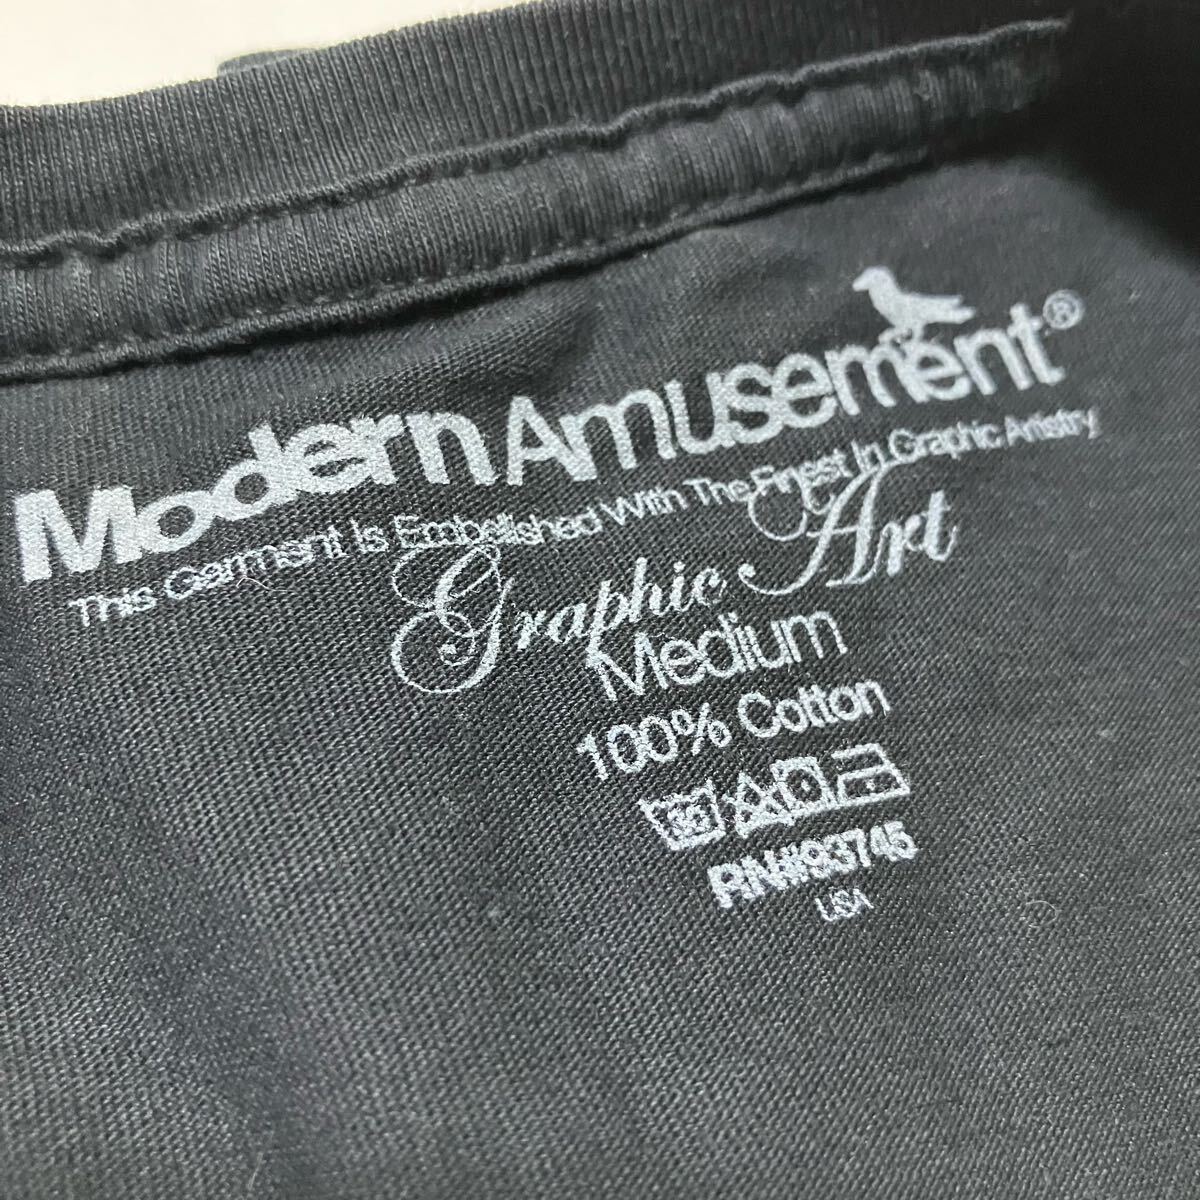 Modern Amusement®
This Garment Is Embellished With The Finest In Graphic Artistry
Graphic Art
Medium
100% Cotton
35
RN#93745
USA